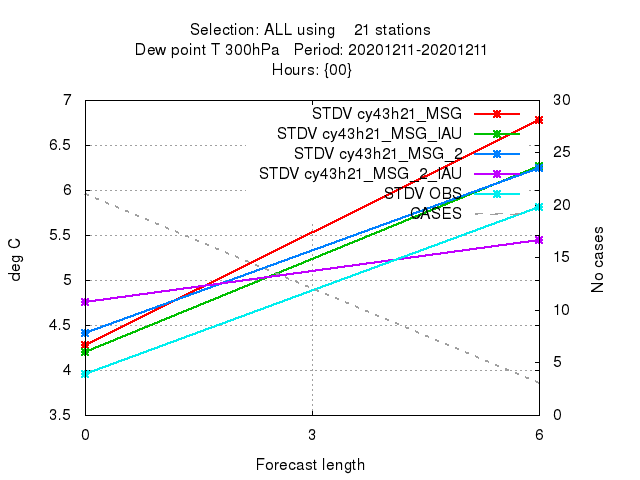 Selection: ALL using 21 stations
Dew point T 300hPa Period: 20201211-20201211
Hours: {00}
7
6.5
6
5.5
5
4.5
4
3.5
30
25
20
15
10
5
0
STDV cy43h21_MSG
STDV cy43h21_MSG_IAU
STDV cy43h21_MSG_2
STDV cy43h21_MSG_2_IAU
STDV OBS
CASES
deg C
No cases
0 3 6
Forecast length